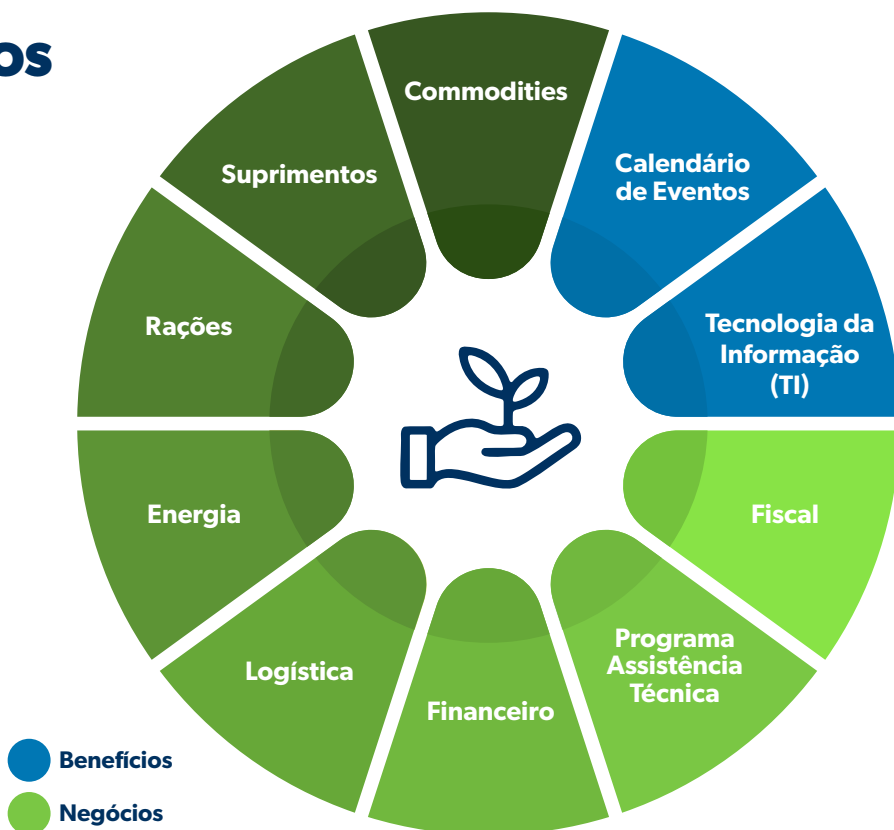 os
Commodities
Calendário
de Eventos
Suprimentos
Tecnologia da
Informação
(TI)
Rações
Energia
Fiscal
Programa
Assistência
Técnica
Logística
Financeiro
Benefícios
Negócios